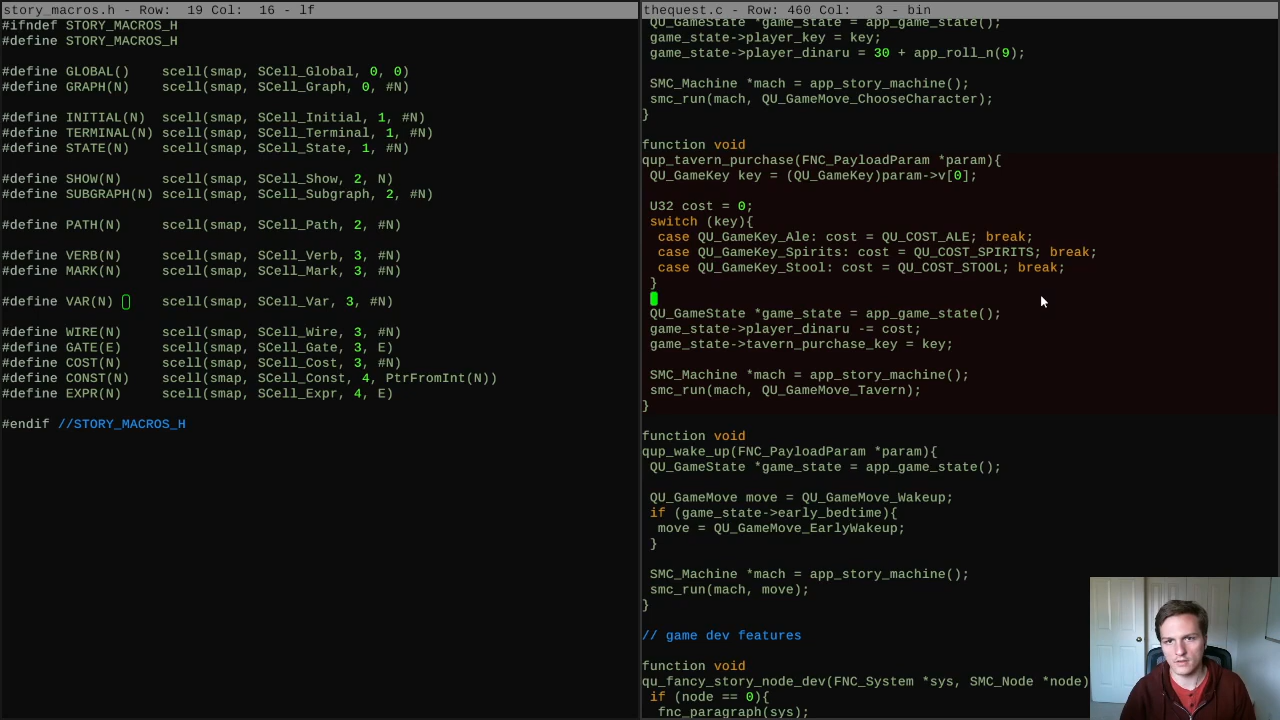 story_macros.h - Row: 19 Col: 16 - lf
#ifndef STORY_MACROS_H
#define STORY_MACROS_H
#define GLOBAL() scell(smap, SCell_Global, 0, 0)
#define GRAPH(N) scell(smap, SCell_Graph, 0, #N)
#define INITIAL(N) scell(smap, SCell_Initial, 1, #N)
#define TERMINAL(N) scell(smap, SCell_Terminal, 1, #N)
#define STATE(N) scell(smap, SCell_State, 1, #N)
#define SHOW(N) scell(smap, SCell_Show, 2, N)
#define SUBGRAPH(N) scell(smap, SCell_Subgraph, 2, #N)
#define PATH(N) scell(smap, SCell_Path, 2, #N)
#define VERB(N) scell(smap, SCell_Verb, 3, #N)
#define MARK(N) scell(smap, SCell_Mark, 3, #N)
#define VAR(N) scell(smap, SCell_Var, 3, #N)
#define WIRE(N) scell(smap, SCell_Wire, 3, #N)
#define GATE(E) scell(smap, SCell_Gate, 3, E)
#define COST(N) scell(smap, SCell_Cost, 3, #N)
#define CONST(N) scell(smap, SCell_Const, 4, PtrFromInt(N))
#define EXPR(N) scell(smap, SCell_Expr, 4, E)
#endif //STORY_MACROS_H
thequest.c - Row: 460 Col: 3 - bin
QU_GameState *game_state = app_game_state();
game_state->player_key = key;
game_state->player_dinaru = 30 + app_roll_n(9);
SMC_Machine *mach = app_story_machine();
smc_run(mach, QU_GameMove_ChooseCharacter);
}
function void
qup_tavern_purchase(FNC_PayloadParam *param){
QU_GameKey key = (QU_GameKey)param->v[0];
U32 cost = 0;
switch (key){
case QU_GameKey_Ale: cost = QU_COST_ALE; break;
case QU_GameKey_Spirits: cost = QU_COST_SPIRITS; break;
case QU_GameKey_Stool: cost = QU_COST_STOOL; break;
}
QU_GameState *game_state = app_game_state();
game_state->player_dinaru -= cost;
game_state->tavern_purchase_key = key;
SMC_Machine *mach = app_story_machine();
smc_run(mach, QU_GameMove_Tavern);
}
function void
qup_wake_up(FNC_PayloadParam *param){
QU_GameState *game_state = app_game_state();
QU_GameMove move = QU_GameMove_Wakeup;
if (game_state->early_bedtime){
move = QU_GameMove_EarlyWakeup;
}
SMC_Machine *mach = app_story_machine();
smc_run(mach, move);
}
// game dev features
function void
qu_fancy_story_node_dev(FNC_System *sys, SMC_Node *node)
if (node == 0){
fnc_paragraph(sys);